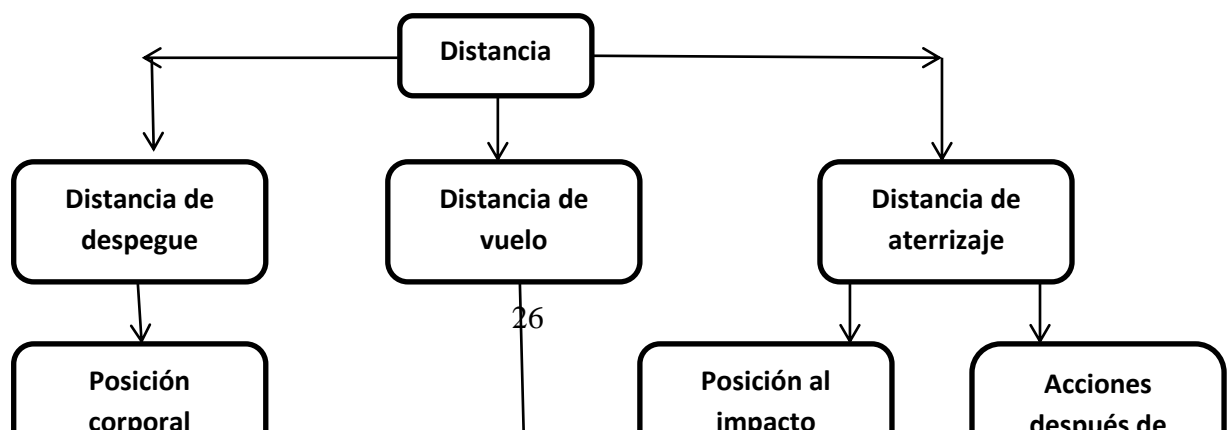 Distancia
Distancia de
despegue
Distancia de
vuelo
Distancia de
aterrizaje
26
Posición
corporal
Posición al
impacto
Acciones
después de